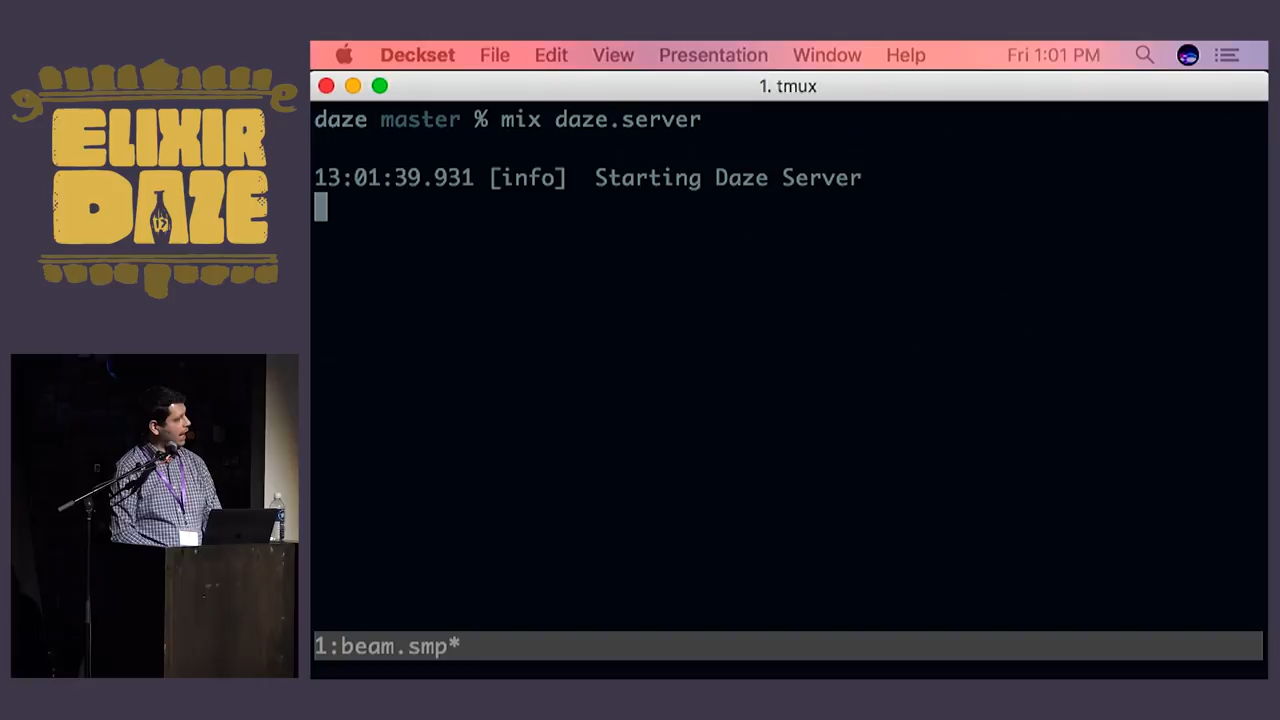 ELIXIR
DAZE
Deckset File Edit View Presentation Window Help Fri 1:01 PM
1. tmux
daze master % mix daze.server
13:01:39.931 [info]  Starting Daze Server
1:beam.smp*